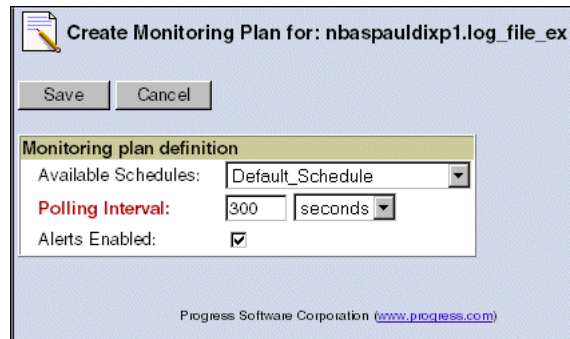 Create Monitoring Plan for: nbaspauldixp1.log_file_ex
Save Cancel
Monitoring plan definition
Available Schedules: Default_Schedule
Polling Interval: 300 seconds
Alerts Enabled:
Progress Software Corporation (www.progress.com)